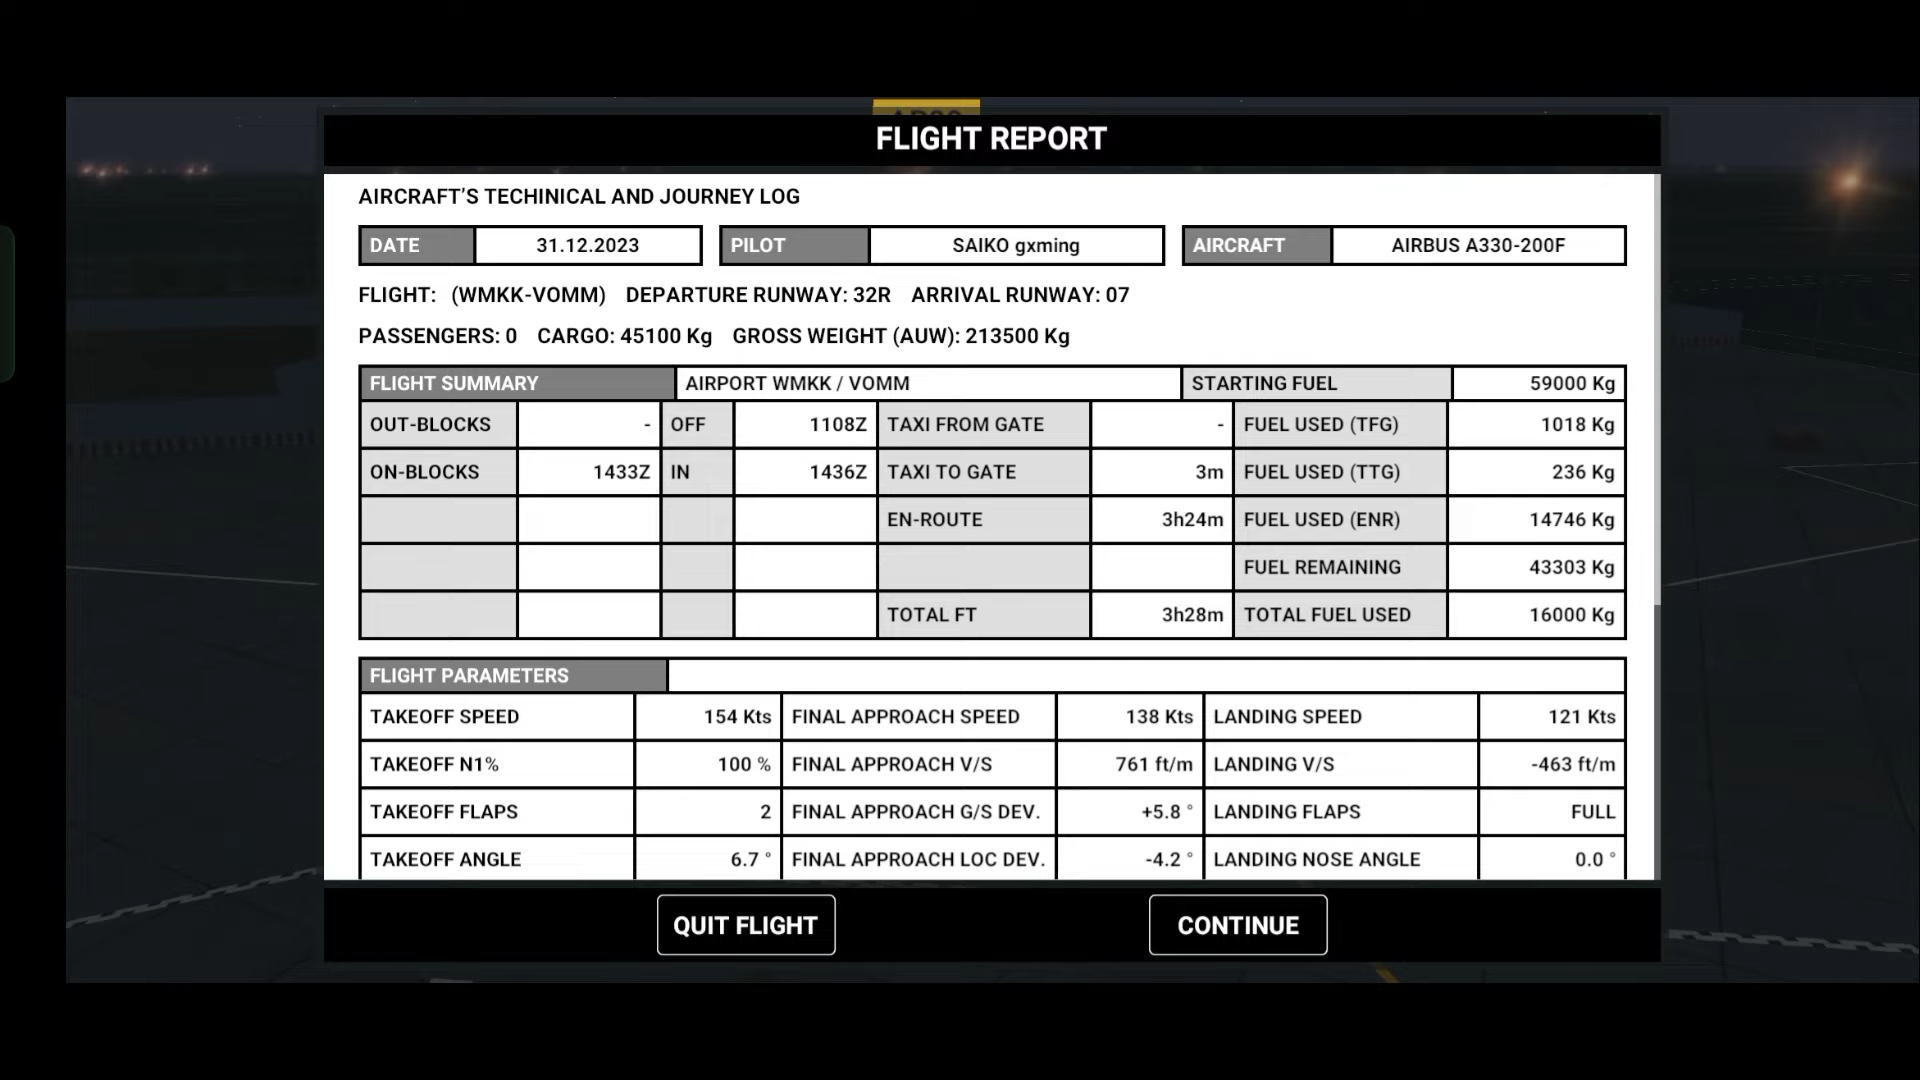 FLIGHT REPORT
AIRCRAFT’S TECHINICAL AND JOURNEY LOG
DATE 31.12.2023 PILOT SAIKO gxming AIRCRAFT AIRBUS A330-200F
FLIGHT: (WMKK-VOMM) DEPARTURE RUNWAY: 32R ARRIVAL RUNWAY: 07
PASSENGERS: 0 CARGO: 45100 Kg GROSS WEIGHT (AUW): 213500 Kg
FLIGHT SUMMARY AIRPORT WMKK / VOMM STARTING FUEL 59000 Kg
OUT-BLOCKS - OFF 1108Z TAXI FROM GATE - FUEL USED (TFG) 1018 Kg
ON-BLOCKS 1433Z IN 1436Z TAXI TO GATE 3m FUEL USED (TTG) 236 Kg
EN-ROUTE 3h24m FUEL USED (ENR) 14746 Kg
FUEL REMAINING 43303 Kg
TOTAL FT 3h28m TOTAL FUEL USED 16000 Kg
FLIGHT PARAMETERS
TAKEOFF SPEED 154 Kts FINAL APPROACH SPEED 138 Kts LANDING SPEED 121 Kts
TAKEOFF N1% 100 % FINAL APPROACH V/S 761 ft/m LANDING V/S -463 ft/m
TAKEOFF FLAPS 2 FINAL APPROACH G/S DEV. +5.8 ° LANDING FLAPS FULL
TAKEOFF ANGLE 6.7 ° FINAL APPROACH LOC DEV. -4.2 ° LANDING NOSE ANGLE 0.0 °
QUIT FLIGHT CONTINUE